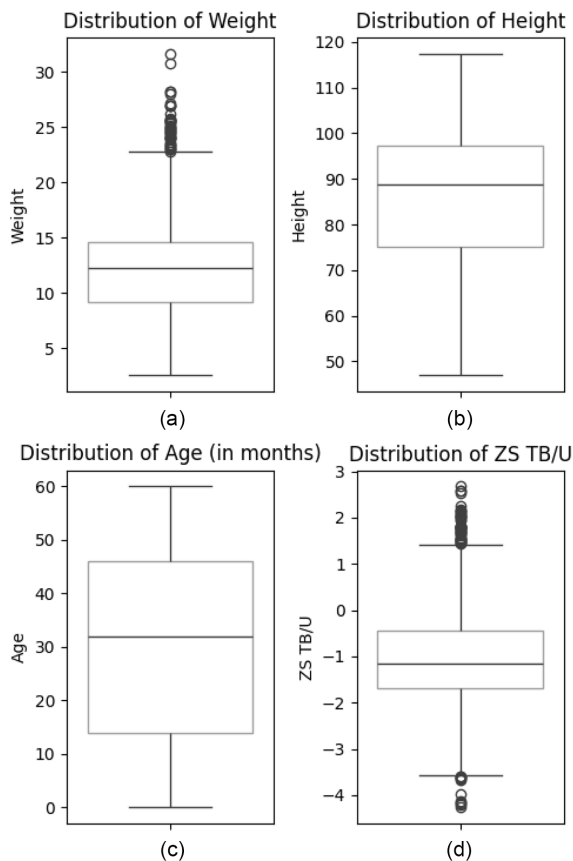 Distribution of Weight
30
25
20
15
10
5
Weight
(a)
Distribution of Height
120
110
100
90
80
70
60
50
Height
(b)
Distribution of Age (in months)
60
50
40
30
20
10
0
Age
(c)
Distribution of ZS TB/U
3
2
1
0
−1
−2
−3
−4
ZS TB/U
(d)